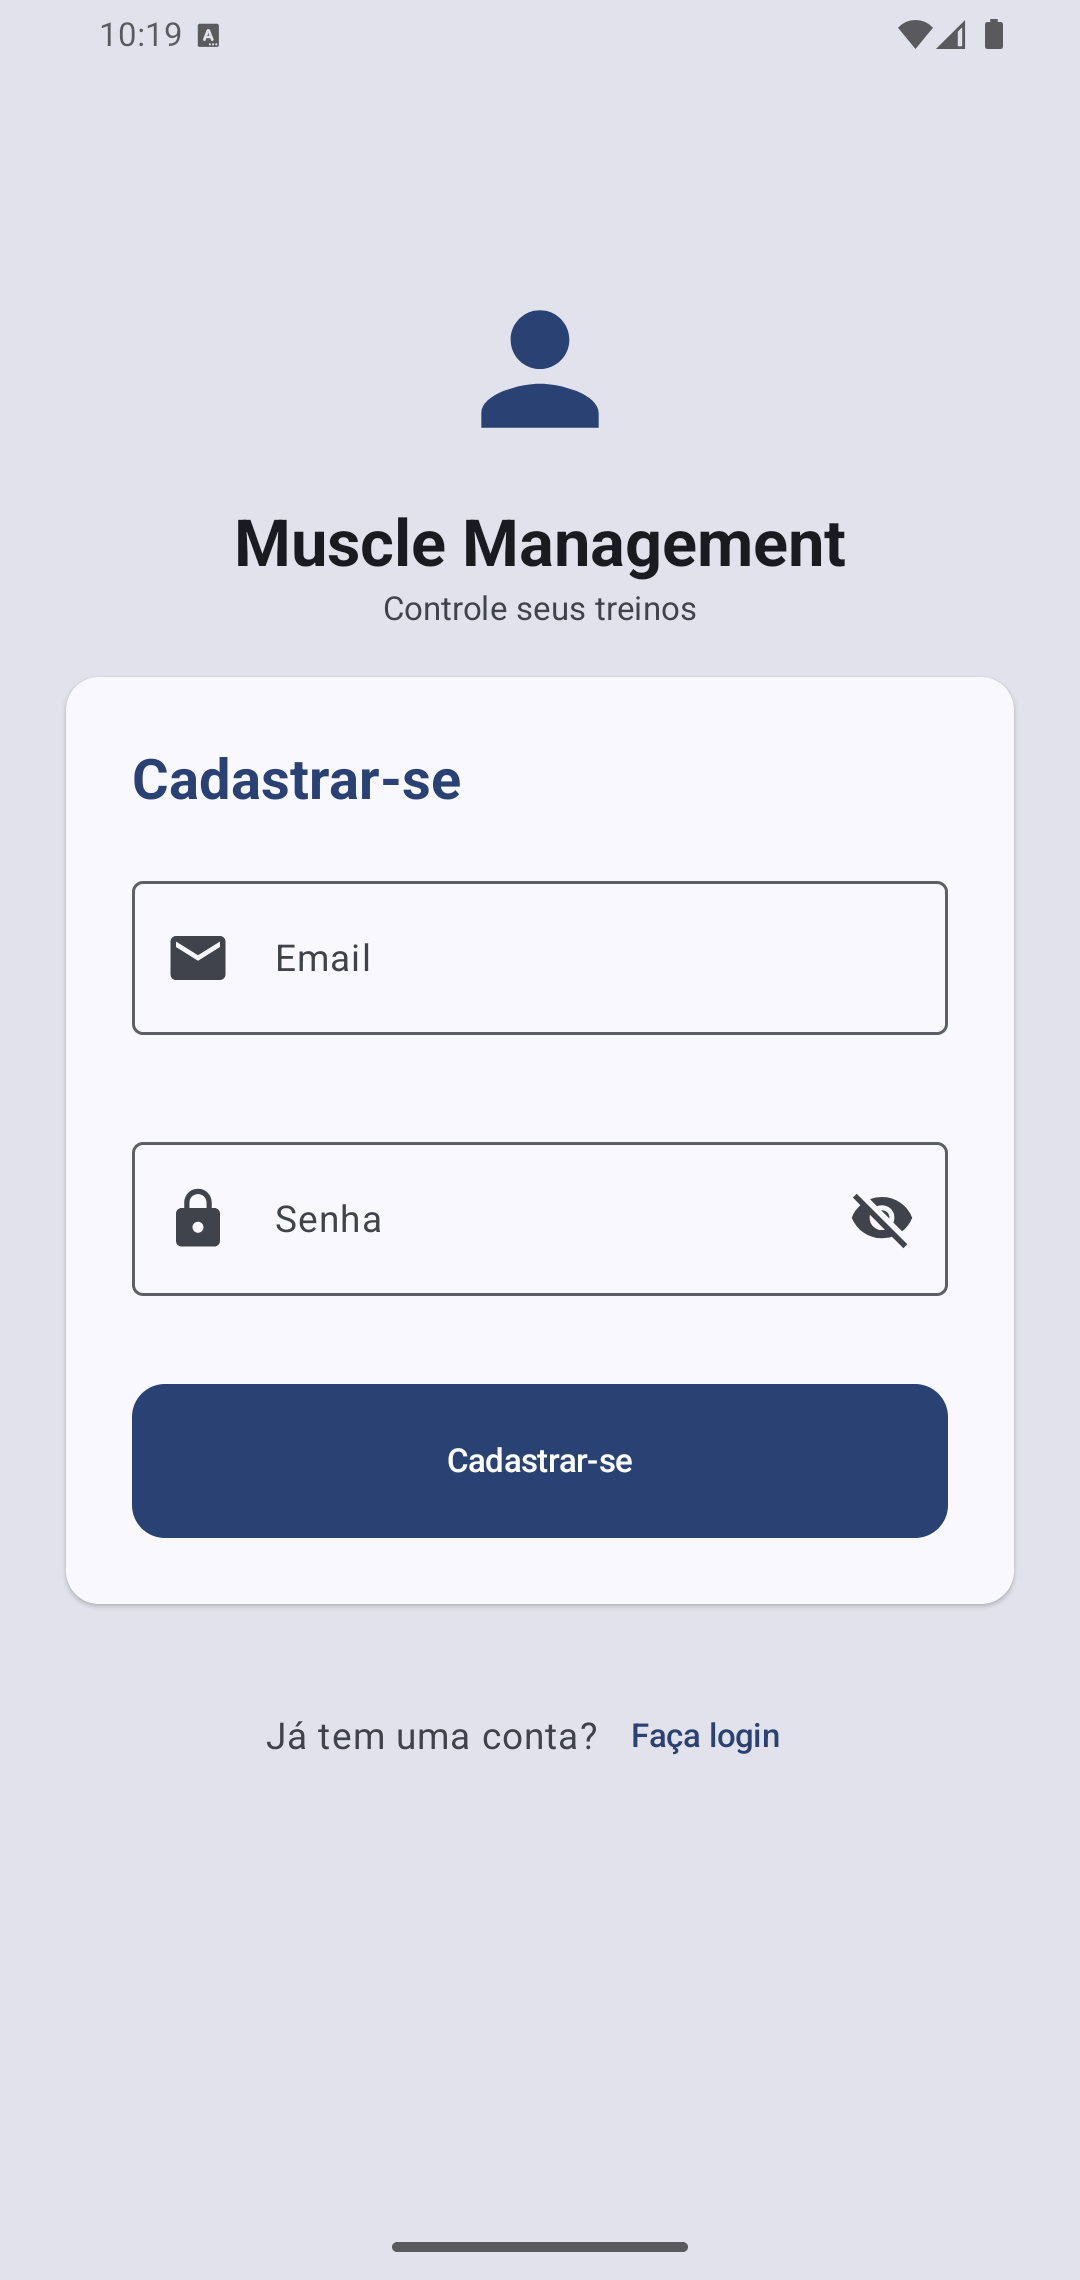 10:19
Muscle Management
Controle seus treinos
Cadastrar-se
Email
Senha
Cadastrar-se
Já tem uma conta? Faça login